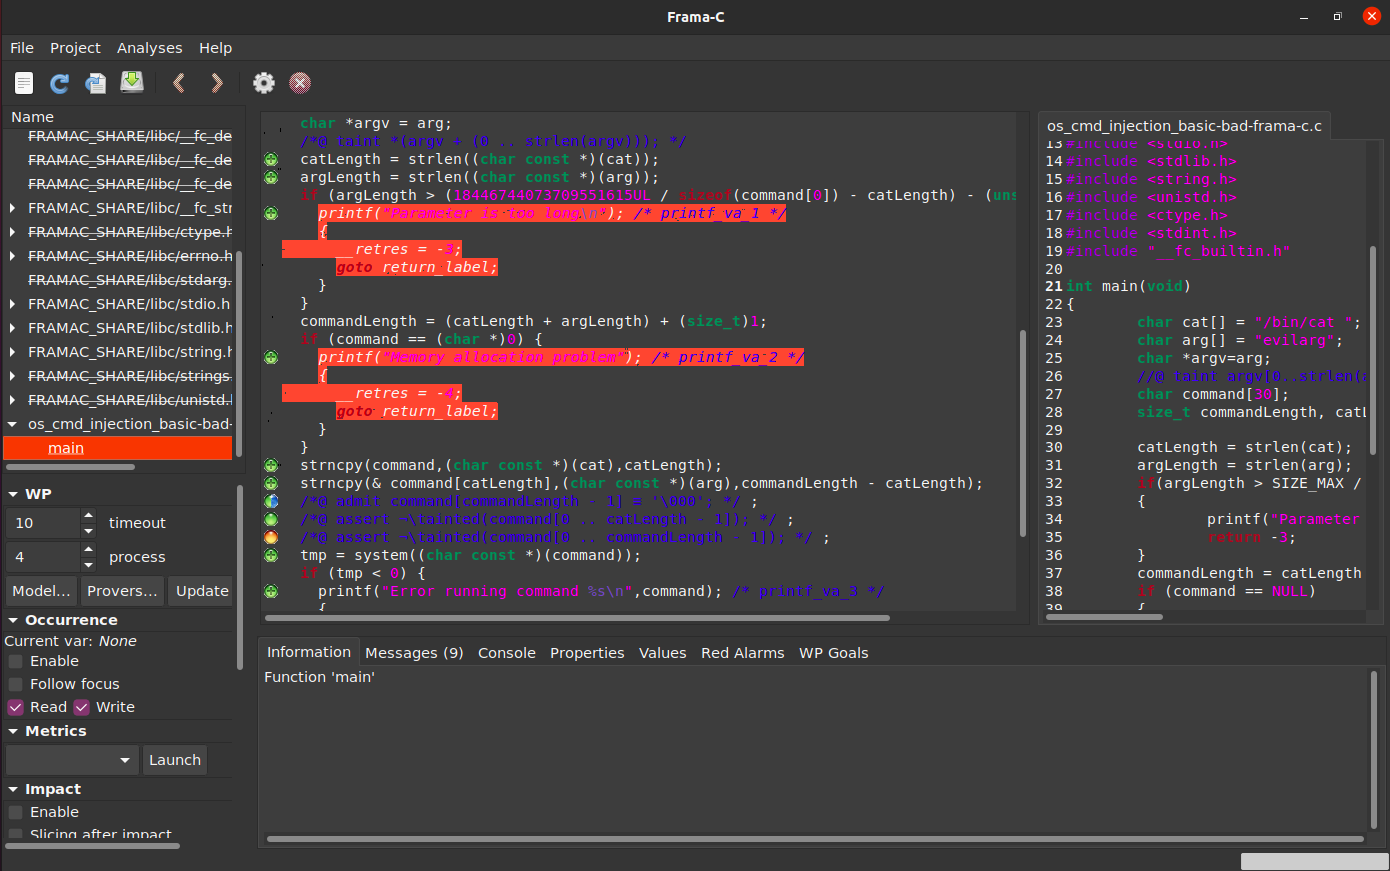 Frama-C
File Project Analyses Help
Name
FRAMAC_SHARE/libc/__fc_de
FRAMAC_SHARE/libc/__fc_de
FRAMAC_SHARE/libc/__fc_de
FRAMAC_SHARE/libc/__fc_str
FRAMAC_SHARE/libc/ctype.h
FRAMAC_SHARE/libc/errno.h
FRAMAC_SHARE/libc/stdarg.
FRAMAC_SHARE/libc/stdio.h
FRAMAC_SHARE/libc/stdlib.h
FRAMAC_SHARE/libc/string.h
FRAMAC_SHARE/libc/strings.
FRAMAC_SHARE/libc/unistd.h
os_cmd_injection_basic-bad-
main
WP
10 timeout
4 process
Model... Provers... Update
Occurrence
Current var: None
Enable
Follow focus
Read Write
Metrics
Launch
Impact
Enable
Slicing after impact
char *argv = arg;
/*@ taint *(argv + (0 .. strlen(argv))); */
catLength = strlen((char const *)(cat));
argLength = strlen((char const *)(arg));
if (argLength > (18446744073709551615UL / sizeof(command[0]) - catLength) - (uns
printf("Parameter is too long\n"); /* printf_va_1 */
{
__retres = -3;
goto return_label;
}
}
commandLength = (catLength + argLength) + (size_t)1;
if (command == (char *)0) {
printf("Memory allocation problem"); /* printf_va_2 */
{
__retres = -4;
goto return_label;
}
}
strncpy(command,(char const *)(cat),catLength);
strncpy(& command[catLength],(char const *)(arg),commandLength - catLength);
/*@ admit command[commandLength - 1] ≡ '\000'; */ ;
/*@ assert ¬\tainted(command[0 .. catLength - 1]); */ ;
/*@ assert ¬\tainted(command[0 .. commandLength - 1]); */ ;
tmp = system((char const *)(command));
if (tmp < 0) {
printf("Error running command %s\n",command); /* printf_va_3 */
{
os_cmd_injection_basic-bad-frama-c.c
13 #include <stdio.h>
14 #include <stdlib.h>
15 #include <string.h>
16 #include <unistd.h>
17 #include <ctype.h>
18 #include <stdint.h>
19 #include "__fc_builtin.h"
20
21 int main(void)
22 {
23 char cat[] = "/bin/cat ";
24 char arg[] = "evilarg";
25 char *argv=arg;
26 //@ taint argv[0..strlen(a
27 char command[30];
28 size_t commandLength, catL
29
30 catLength = strlen(cat);
31 argLength = strlen(arg);
32 if(argLength > SIZE_MAX /
33 {
34 printf("Parameter
35 return -3;
36 }
37 commandLength = catLength
38 if (command == NULL)
39 {
Information Messages (9) Console Properties Values Red Alarms WP Goals
Function 'main'